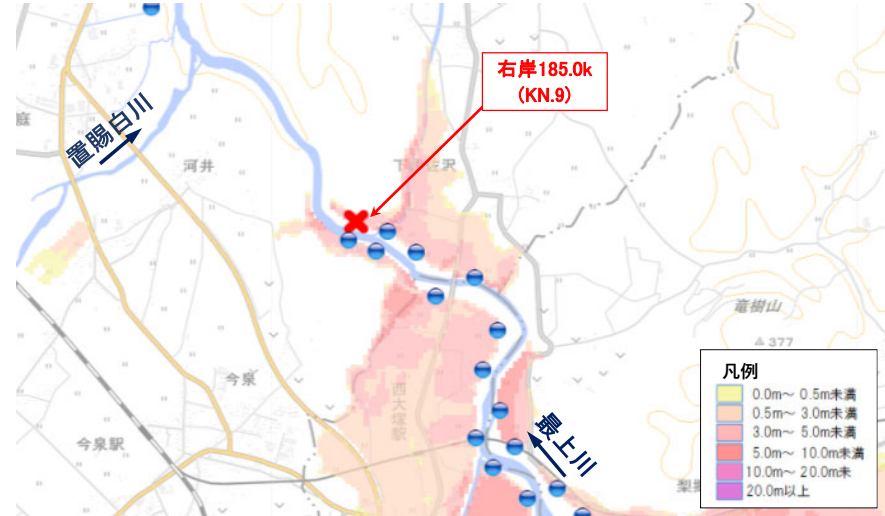 右岸185.0k
(KN.9)
置賜白川
庭
河井
竜樹山
377
今泉
西大塚駅
今泉駅
最上川
凡例
0.0m～ 0.5m未満
0.5m～ 3.0m未満
3.0m～ 5.0m未満
5.0m～ 10.0m未満
10.0m～ 20.0m未
20.0m以上